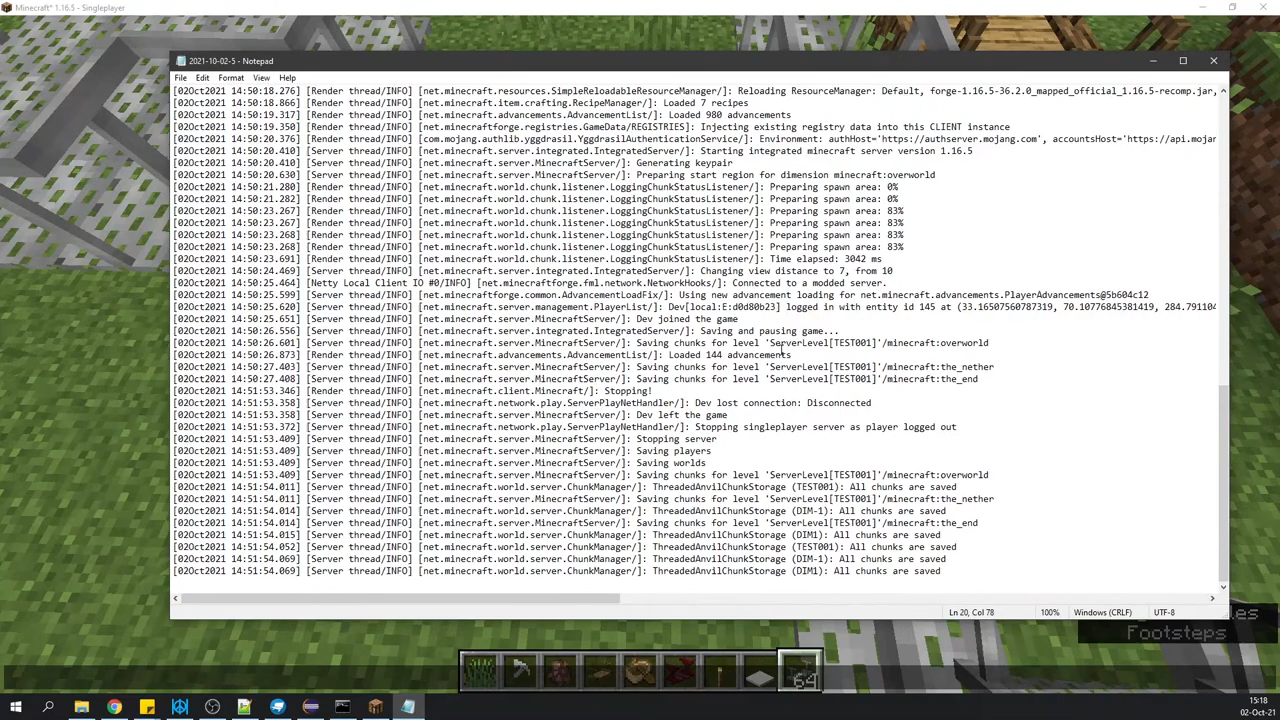 Minecraft* 1.16.5 - Singleplayer
2021-10-02-5 - Notepad
File Edit Format View Help
[02Oct2021 14:50:18.276] [Render thread/INFO] [net.minecraft.resources.SimpleReloadableResourceManager/]: Reloading ResourceManager: Default, forge-1.16.5-36.2.0_mapped_official_1.16.5-recomp.jar,
[02Oct2021 14:50:18.866] [Render thread/INFO] [net.minecraft.item.crafting.RecipeManager/]: Loaded 7 recipes
[02Oct2021 14:50:19.317] [Render thread/INFO] [net.minecraft.advancements.AdvancementList/]: Loaded 980 advancements
[02Oct2021 14:50:19.350] [Render thread/INFO] [net.minecraftforge.registries.GameData/REGISTRIES]: Injecting existing registry data into this CLIENT instance
[02Oct2021 14:50:20.376] [Render thread/INFO] [com.mojang.authlib.yggdrasil.YggdrasilAuthenticationService/]: Environment: authHost='https://authserver.mojang.com', accountsHost='https://api.mojan
[02Oct2021 14:50:20.410] [Server thread/INFO] [net.minecraft.server.integrated.IntegratedServer/]: Starting integrated minecraft server version 1.16.5
[02Oct2021 14:50:20.410] [Server thread/INFO] [net.minecraft.server.MinecraftServer/]: Generating keypair
[02Oct2021 14:50:20.630] [Server thread/INFO] [net.minecraft.server.MinecraftServer/]: Preparing start region for dimension minecraft:overworld
[02Oct2021 14:50:21.280] [Render thread/INFO] [net.minecraft.world.chunk.listener.LoggingChunkStatusListener/]: Preparing spawn area: 0%
[02Oct2021 14:50:21.282] [Render thread/INFO] [net.minecraft.world.chunk.listener.LoggingChunkStatusListener/]: Preparing spawn area: 0%
[02Oct2021 14:50:23.267] [Render thread/INFO] [net.minecraft.world.chunk.listener.LoggingChunkStatusListener/]: Preparing spawn area: 83%
[02Oct2021 14:50:23.267] [Render thread/INFO] [net.minecraft.world.chunk.listener.LoggingChunkStatusListener/]: Preparing spawn area: 83%
[02Oct2021 14:50:23.268] [Render thread/INFO] [net.minecraft.world.chunk.listener.LoggingChunkStatusListener/]: Preparing spawn area: 83%
[02Oct2021 14:50:23.268] [Render thread/INFO] [net.minecraft.world.chunk.listener.LoggingChunkStatusListener/]: Preparing spawn area: 83%
[02Oct2021 14:50:23.691] [Render thread/INFO] [net.minecraft.world.chunk.listener.LoggingChunkStatusListener/]: Time elapsed: 3042 ms
[02Oct2021 14:50:24.469] [Server thread/INFO] [net.minecraft.server.integrated.IntegratedServer/]: Changing view distance to 7, from 10
[02Oct2021 14:50:25.464] [Netty Local Client IO #0/INFO] [net.minecraftforge.fml.network.NetworkHooks/]: Connected to a modded server.
[02Oct2021 14:50:25.599] [Server thread/INFO] [net.minecraftforge.common.AdvancementLoadFix/]: Using new advancement loading for net.minecraft.advancements.PlayerAdvancements@5b604c12
[02Oct2021 14:50:25.620] [Server thread/INFO] [net.minecraft.server.management.PlayerList/]: Dev[local:E:d0d80b23] logged in with entity id 145 at (33.16507560787319, 70.10776845381419, 284.791104
[02Oct2021 14:50:25.651] [Server thread/INFO] [net.minecraft.server.MinecraftServer/]: Dev joined the game
[02Oct2021 14:50:26.556] [Server thread/INFO] [net.minecraft.server.integrated.IntegratedServer/]: Saving and pausing game...
[02Oct2021 14:50:26.601] [Server thread/INFO] [net.minecraft.server.MinecraftServer/]: Saving chunks for level 'ServerLevel[TEST001]'/minecraft:overworld
[02Oct2021 14:50:26.873] [Render thread/INFO] [net.minecraft.advancements.AdvancementList/]: Loaded 144 advancements
[02Oct2021 14:50:27.403] [Server thread/INFO] [net.minecraft.server.MinecraftServer/]: Saving chunks for level 'ServerLevel[TEST001]'/minecraft:the_nether
[02Oct2021 14:50:27.408] [Server thread/INFO] [net.minecraft.server.MinecraftServer/]: Saving chunks for level 'ServerLevel[TEST001]'/minecraft:the_end
[02Oct2021 14:51:53.346] [Render thread/INFO] [net.minecraft.client.Minecraft/]: Stopping!
[02Oct2021 14:51:53.358] [Server thread/INFO] [net.minecraft.network.play.ServerPlayNetHandler/]: Dev lost connection: Disconnected
[02Oct2021 14:51:53.358] [Server thread/INFO] [net.minecraft.server.MinecraftServer/]: Dev left the game
[02Oct2021 14:51:53.372] [Server thread/INFO] [net.minecraft.network.play.ServerPlayNetHandler/]: Stopping singleplayer server as player logged out
[02Oct2021 14:51:53.409] [Server thread/INFO] [net.minecraft.server.MinecraftServer/]: Stopping server
[02Oct2021 14:51:53.409] [Server thread/INFO] [net.minecraft.server.MinecraftServer/]: Saving players
[02Oct2021 14:51:53.409] [Server thread/INFO] [net.minecraft.server.MinecraftServer/]: Saving worlds
[02Oct2021 14:51:53.409] [Server thread/INFO] [net.minecraft.server.MinecraftServer/]: Saving chunks for level 'ServerLevel[TEST001]'/minecraft:overworld
[02Oct2021 14:51:54.011] [Server thread/INFO] [net.minecraft.world.server.ChunkManager/]: ThreadedAnvilChunkStorage (TEST001): All chunks are saved
[02Oct2021 14:51:54.011] [Server thread/INFO] [net.minecraft.server.MinecraftServer/]: Saving chunks for level 'ServerLevel[TEST001]'/minecraft:the_nether
[02Oct2021 14:51:54.014] [Server thread/INFO] [net.minecraft.world.server.ChunkManager/]: ThreadedAnvilChunkStorage (DIM-1): All chunks are saved
[02Oct2021 14:51:54.014] [Server thread/INFO] [net.minecraft.server.MinecraftServer/]: Saving chunks for level 'ServerLevel[TEST001]'/minecraft:the_end
[02Oct2021 14:51:54.015] [Server thread/INFO] [net.minecraft.world.server.ChunkManager/]: ThreadedAnvilChunkStorage (DIM1): All chunks are saved
[02Oct2021 14:51:54.052] [Server thread/INFO] [net.minecraft.world.server.ChunkManager/]: ThreadedAnvilChunkStorage (TEST001): All chunks are saved
[02Oct2021 14:51:54.069] [Server thread/INFO] [net.minecraft.world.server.ChunkManager/]: ThreadedAnvilChunkStorage (DIM-1): All chunks are saved
[02Oct2021 14:51:54.069] [Server thread/INFO] [net.minecraft.world.server.ChunkManager/]: ThreadedAnvilChunkStorage (DIM1): All chunks are saved
Ln 20, Col 78 100% Windows (CRLF) UTF-8
es
Footsteps
64
15:18
02-Oct-21